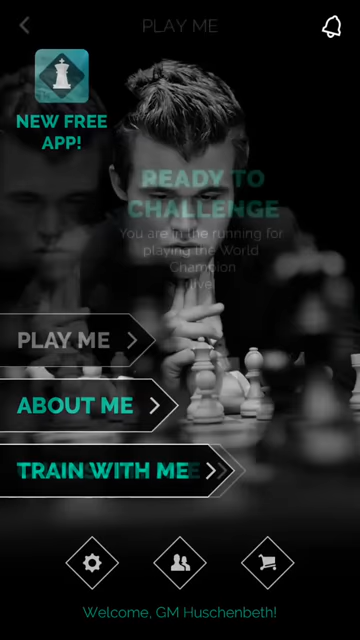 PLAY ME
NEW FREE
APP!
READY TO
CHALLENGE
You are in the running for
playing the World
Champion
live!
PLAY ME
ABOUT ME
TRAIN WITH ME
Welcome, GM Huschenbeth!